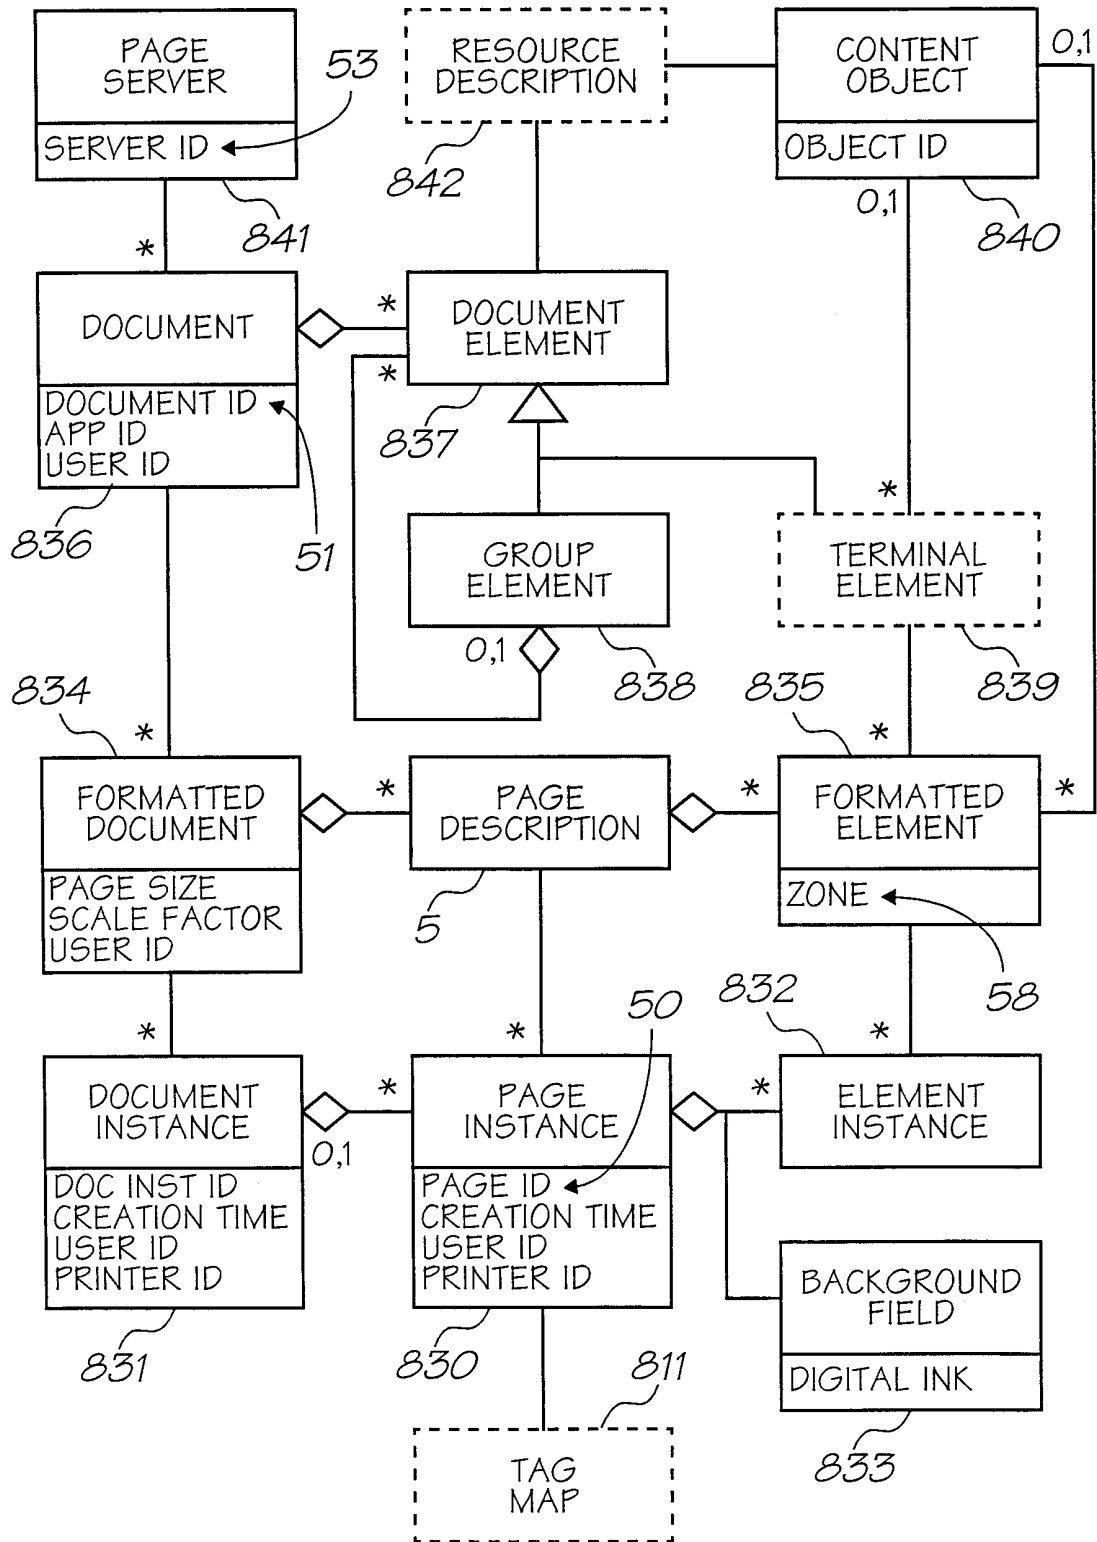 PAGE
SERVER
SERVER ID
53
841
*
RESOURCE
DESCRIPTION
842
CONTENT
OBJECT
OBJECT ID
0,1
0,1
840
DOCUMENT
DOCUMENT ID
APP ID
USER ID
836
51
*
*
DOCUMENT
ELEMENT
837
GROUP
ELEMENT
0,1
838
*
TERMINAL
ELEMENT
839
834
*
FORMATTED
DOCUMENT
PAGE SIZE
SCALE FACTOR
USER ID
*
PAGE
DESCRIPTION
5
835
*
*
*
FORMATTED
ELEMENT
ZONE
58
*
DOCUMENT
INSTANCE
0,1
DOC INST ID
CREATION TIME
USER ID
PRINTER ID
831
*
*
50
PAGE
INSTANCE
PAGE ID
CREATION TIME
USER ID
PRINTER ID
830
832
*
*
ELEMENT
INSTANCE
BACKGROUND
FIELD
DIGITAL INK
833
811
TAG
MAP